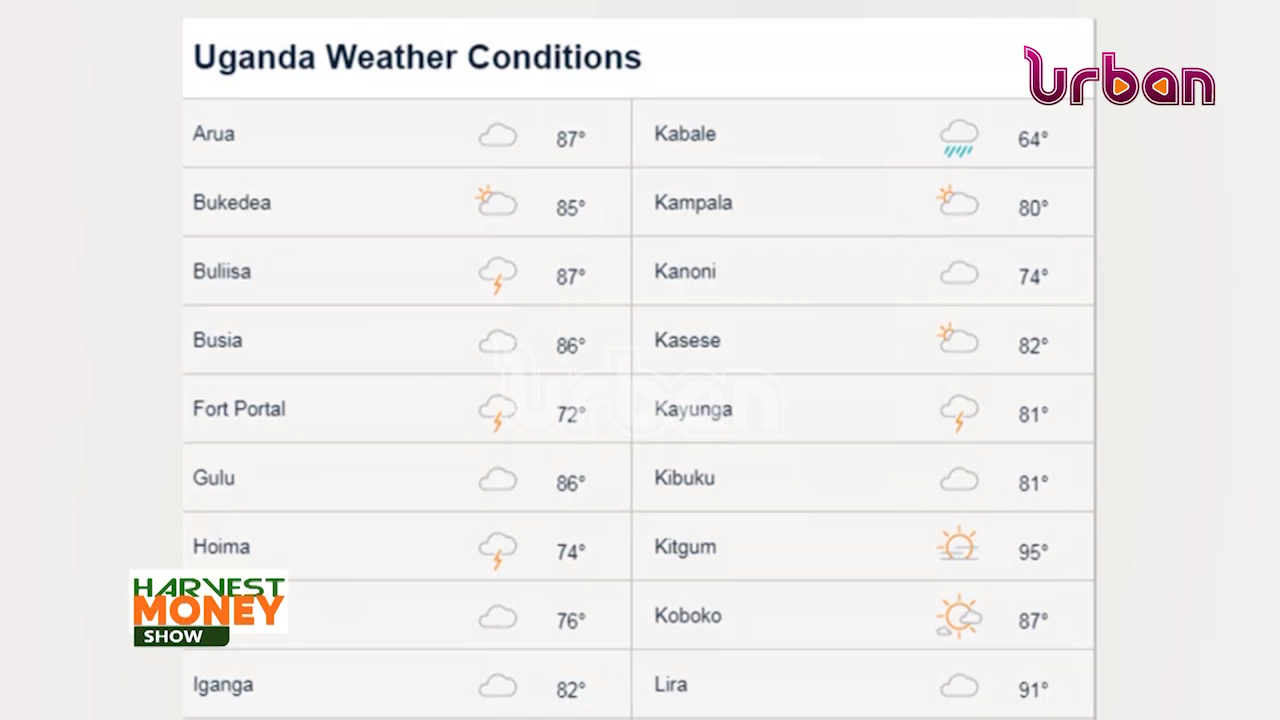 Uganda Weather Conditions
Urban
Arua 87° Kabale 64°
Bukedea 85° Kampala 80°
Buliisa 87° Kanoni 74°
Busia 86° Kasese 82°
Urban
Fort Portal 72° Kayunga 81°
Gulu 86° Kibuku 81°
Hoima 74° Kitgum 95°
76° Koboko 87°
Iganga 82° Lira 91°
HARVEST
MONEY
SHOW